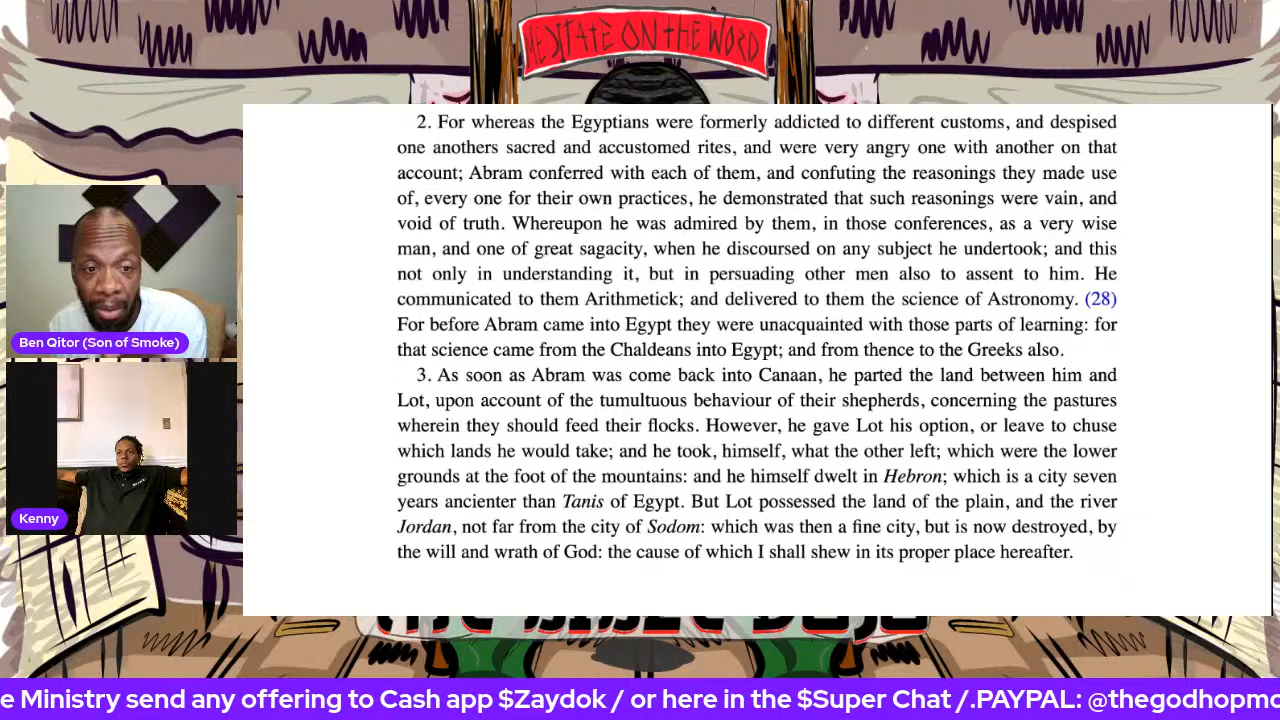 MEDITATE ON THE WORD
2. For whereas the Egyptians were formerly addicted to different customs, and despised
one anothers sacred and accustomed rites, and were very angry one with another on that
account; Abram conferred with each of them, and confuting the reasonings they made use
of, every one for their own practices, he demonstrated that such reasonings were vain, and
void of truth. Whereupon he was admired by them, in those conferences, as a very wise
man, and one of great sagacity, when he discoursed on any subject he undertook; and this
not only in understanding it, but in persuading other men also to assent to him. He
communicated to them Arithmetick; and delivered to them the science of Astronomy. (28)
For before Abram came into Egypt they were unacquainted with those parts of learning: for
that science came from the Chaldeans into Egypt; and from thence to the Greeks also.
3. As soon as Abram was come back into Canaan, he parted the land between him and
Lot, upon account of the tumultuous behaviour of their shepherds, concerning the pastures
wherein they should feed their flocks. However, he gave Lot his option, or leave to chuse
which lands he would take; and he took, himself, what the other left; which were the lower
grounds at the foot of the mountains: and he himself dwelt in Hebron; which is a city seven
years ancienter than Tanis of Egypt. But Lot possessed the land of the plain, and the river
Jordan, not far from the city of Sodom: which was then a fine city, but is now destroyed, by
the will and wrath of God: the cause of which I shall shew in its proper place hereafter.
Ben Qitor (Son of Smoke)
Kenny
e Ministry send any offering to Cash app $Zaydok / or here in the $Super Chat /.PAYPAL: @thegodhopmo